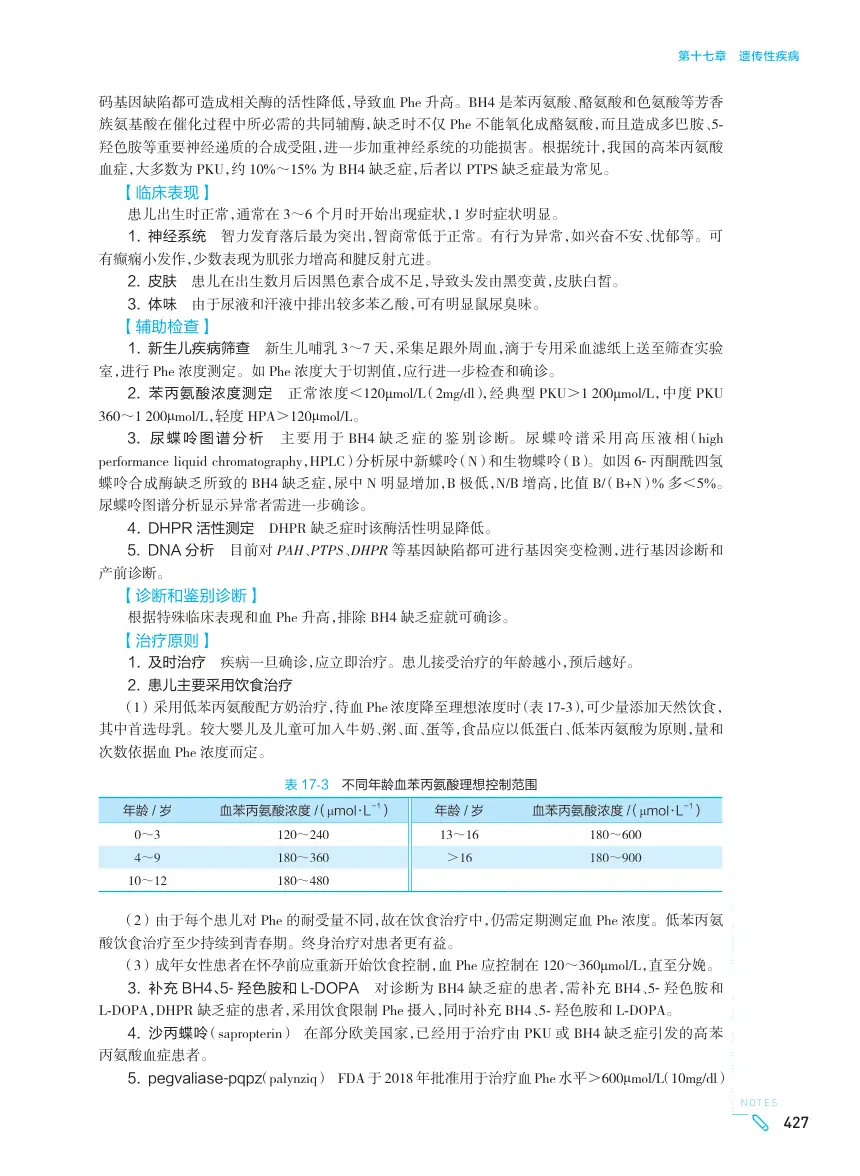 第十七章 遗传性疾病
码基因缺陷都可造成相关酶的活性降低,导致血 Phe 升高。BH4 是苯丙氨酸、酪氨酸和色氨酸等芳香
族氨基酸在催化过程中所必需的共同辅酶,缺乏时不仅 Phe 不能氧化成酪氨酸,而且造成多巴胺、5-
羟色胺等重要神经递质的合成受阻,进一步加重神经系统的功能损害。根据统计,我国的高苯丙氨酸
血症,大多数为 PKU,约 10%～15% 为 BH4 缺乏症,后者以 PTPS 缺乏症最为常见。
【临床表现】
患儿出生时正常,通常在 3～6 个月时开始出现症状,1 岁时症状明显。
1. 神经系统 智力发育落后最为突出,智商常低于正常。有行为异常,如兴奋不安、忧郁等。可
有癫痫小发作,少数表现为肌张力增高和腱反射亢进。
2. 皮肤 患儿在出生数月后因黑色素合成不足,导致头发由黑变黄,皮肤白皙。
3. 体味 由于尿液和汗液中排出较多苯乙酸,可有明显鼠尿臭味。
【辅助检查】
1. 新生儿疾病筛查 新生儿哺乳 3～7 天,采集足跟外周血,滴于专用采血滤纸上送至筛查实验
室,进行 Phe 浓度测定。如 Phe 浓度大于切割值,应行进一步检查和确诊。
2. 苯丙氨酸浓度测定 正常浓度＜120μmol/L（2mg/dl）,经典型 PKU＞1 200μmol/L,中度 PKU
360～1 200μmol/L,轻度 HPA＞120μmol/L。
3. 尿蝶呤图谱分析 主要用于 BH4 缺乏症的鉴别诊断。尿蝶呤谱采用高压液相（high
performance liquid chromatography,HPLC）分析尿中新蝶呤（N）和生物蝶呤（B）。如因 6- 丙酮酰四氢
蝶呤合成酶缺乏所致的 BH4 缺乏症,尿中 N 明显增加,B 极低,N/B 增高,比值 B/（B+N）% 多＜5%。
尿蝶呤图谱分析显示异常者需进一步确诊。
4. DHPR 活性测定 DHPR 缺乏症时该酶活性明显降低。
5. DNA 分析 目前对 PAH、PTPS、DHPR 等基因缺陷都可进行基因突变检测,进行基因诊断和
产前诊断。
【诊断和鉴别诊断】
根据特殊临床表现和血 Phe 升高,排除 BH4 缺乏症就可确诊。
【治疗原则】
1. 及时治疗 疾病一旦确诊,应立即治疗。患儿接受治疗的年龄越小,预后越好。
2. 患儿主要采用饮食治疗
（1）采用低苯丙氨酸配方奶治疗,待血 Phe 浓度降至理想浓度时（表 17-3）,可少量添加天然饮食,
其中首选母乳。较大婴儿及儿童可加入牛奶、粥、面、蛋等,食品应以低蛋白、低苯丙氨酸为原则,量和
次数依据血 Phe 浓度而定。
表 17-3 不同年龄血苯丙氨酸理想控制范围
年龄 / 岁 血苯丙氨酸浓度 /（μmol·L⁻¹） 年龄 / 岁 血苯丙氨酸浓度 /（μmol·L⁻¹）
0～3 120～240 13～16 180～600
4～9 180～360 ＞16 180～900
10～12 180～480
（2）由于每个患儿对 Phe 的耐受量不同,故在饮食治疗中,仍需定期测定血 Phe 浓度。低苯丙氨
酸饮食治疗至少持续到青春期。终身治疗对患者更有益。
（3）成年女性患者在怀孕前应重新开始饮食控制,血 Phe 应控制在 120～360μmol/L,直至分娩。
3. 补充 BH4、5- 羟色胺和 L-DOPA 对诊断为 BH4 缺乏症的患者,需补充 BH4、5- 羟色胺和
L-DOPA,DHPR 缺乏症的患者,采用饮食限制 Phe 摄入,同时补充 BH4、5- 羟色胺和 L-DOPA。
4. 沙丙蝶呤（sapropterin） 在部分欧美国家,已经用于治疗由 PKU 或 BH4 缺乏症引发的高苯
丙氨酸血症患者。
5. pegvaliase-pqpz（palynziq） FDA 于 2018 年批准用于治疗血 Phe 水平＞600μmol/L（10mg/dl）
NOTES
427